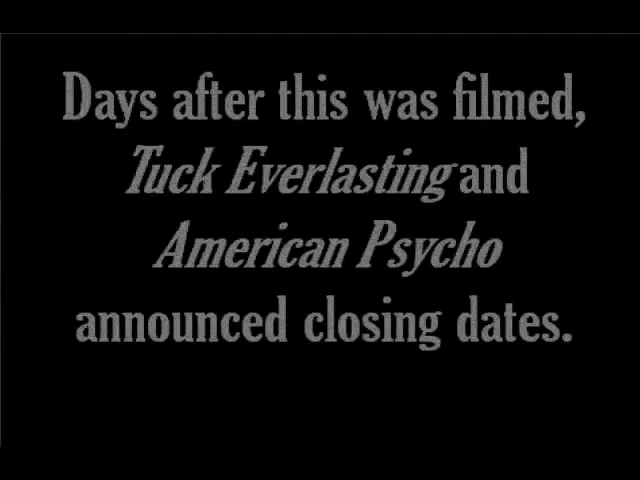 Days after this was filmed,
Tuck Everlasting and
American Psycho
announced closing dates.